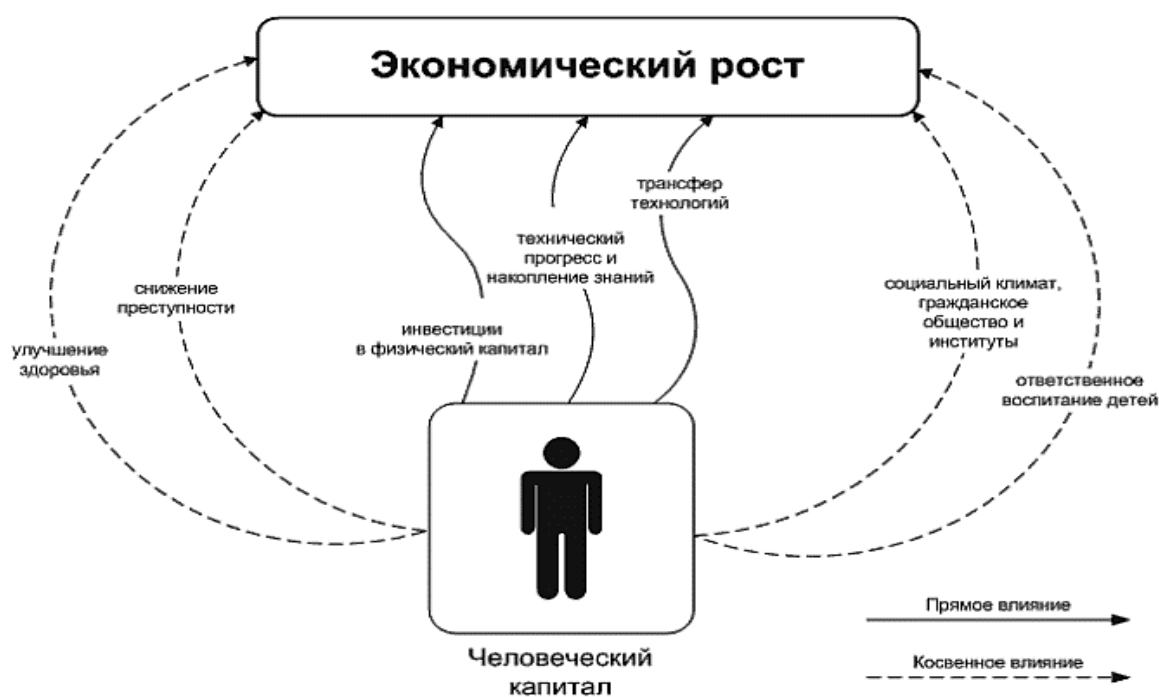 Экономический рост
трансфер
технологий
технический
прогресс и
накопление знаний
снижение
преступности
социальный климат,
гражданское
общество и
институты
инвестиции
в физический капитал
улучшение
здоровья
ответственное
воспитание детей
Прямое влияние
Человеческий
капитал
Косвенное влияние